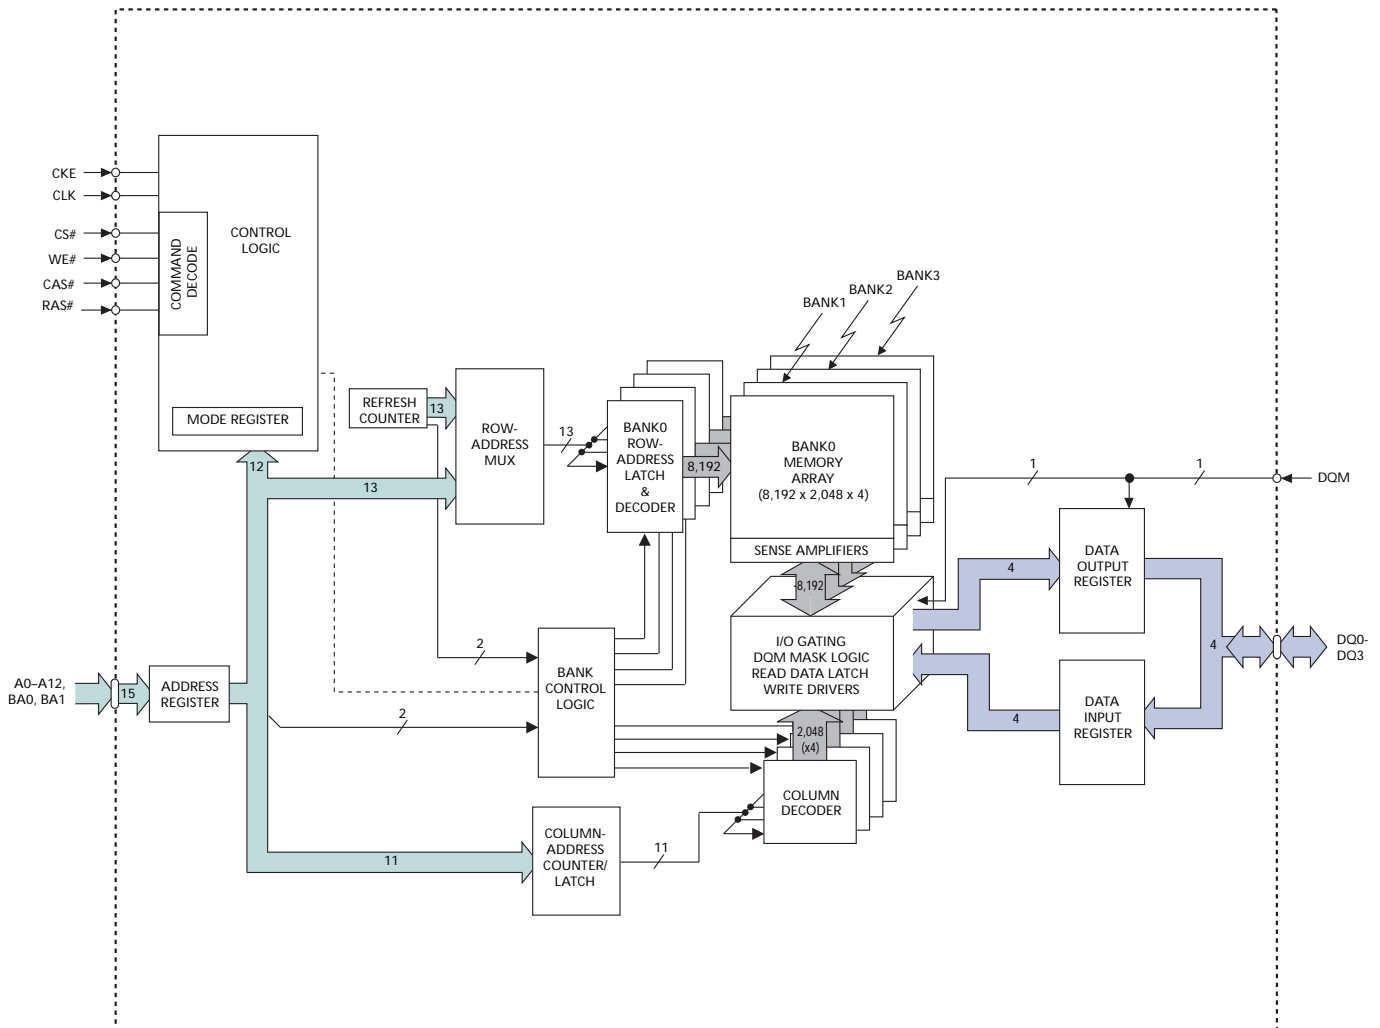 CKE
CLK
CS#
WE#
CAS#
RAS#
COMMAND
DECODE
CONTROL
LOGIC
MODE REGISTER
12
REFRESH
COUNTER
13
13
ROW-
ADDRESS
MUX
13
BANK0
ROW-
ADDRESS
LATCH
&
DECODER
8,192
BANK1
BANK2
BANK3
BANK0
MEMORY
ARRAY
(8,192 x 2,048 x 4)
SENSE AMPLIFIERS
8,192
I/O GATING
DQM MASK LOGIC
READ DATA LATCH
WRITE DRIVERS
1
1
DQM
4
DATA
OUTPUT
REGISTER
4
DQ0-
DQ3
4
DATA
INPUT
REGISTER
A0–A12,
BA0, BA1
15
ADDRESS
REGISTER
2
2
BANK
CONTROL
LOGIC
2,048
(x4)
COLUMN
DECODER
11
COLUMN-
ADDRESS
COUNTER/
LATCH
11